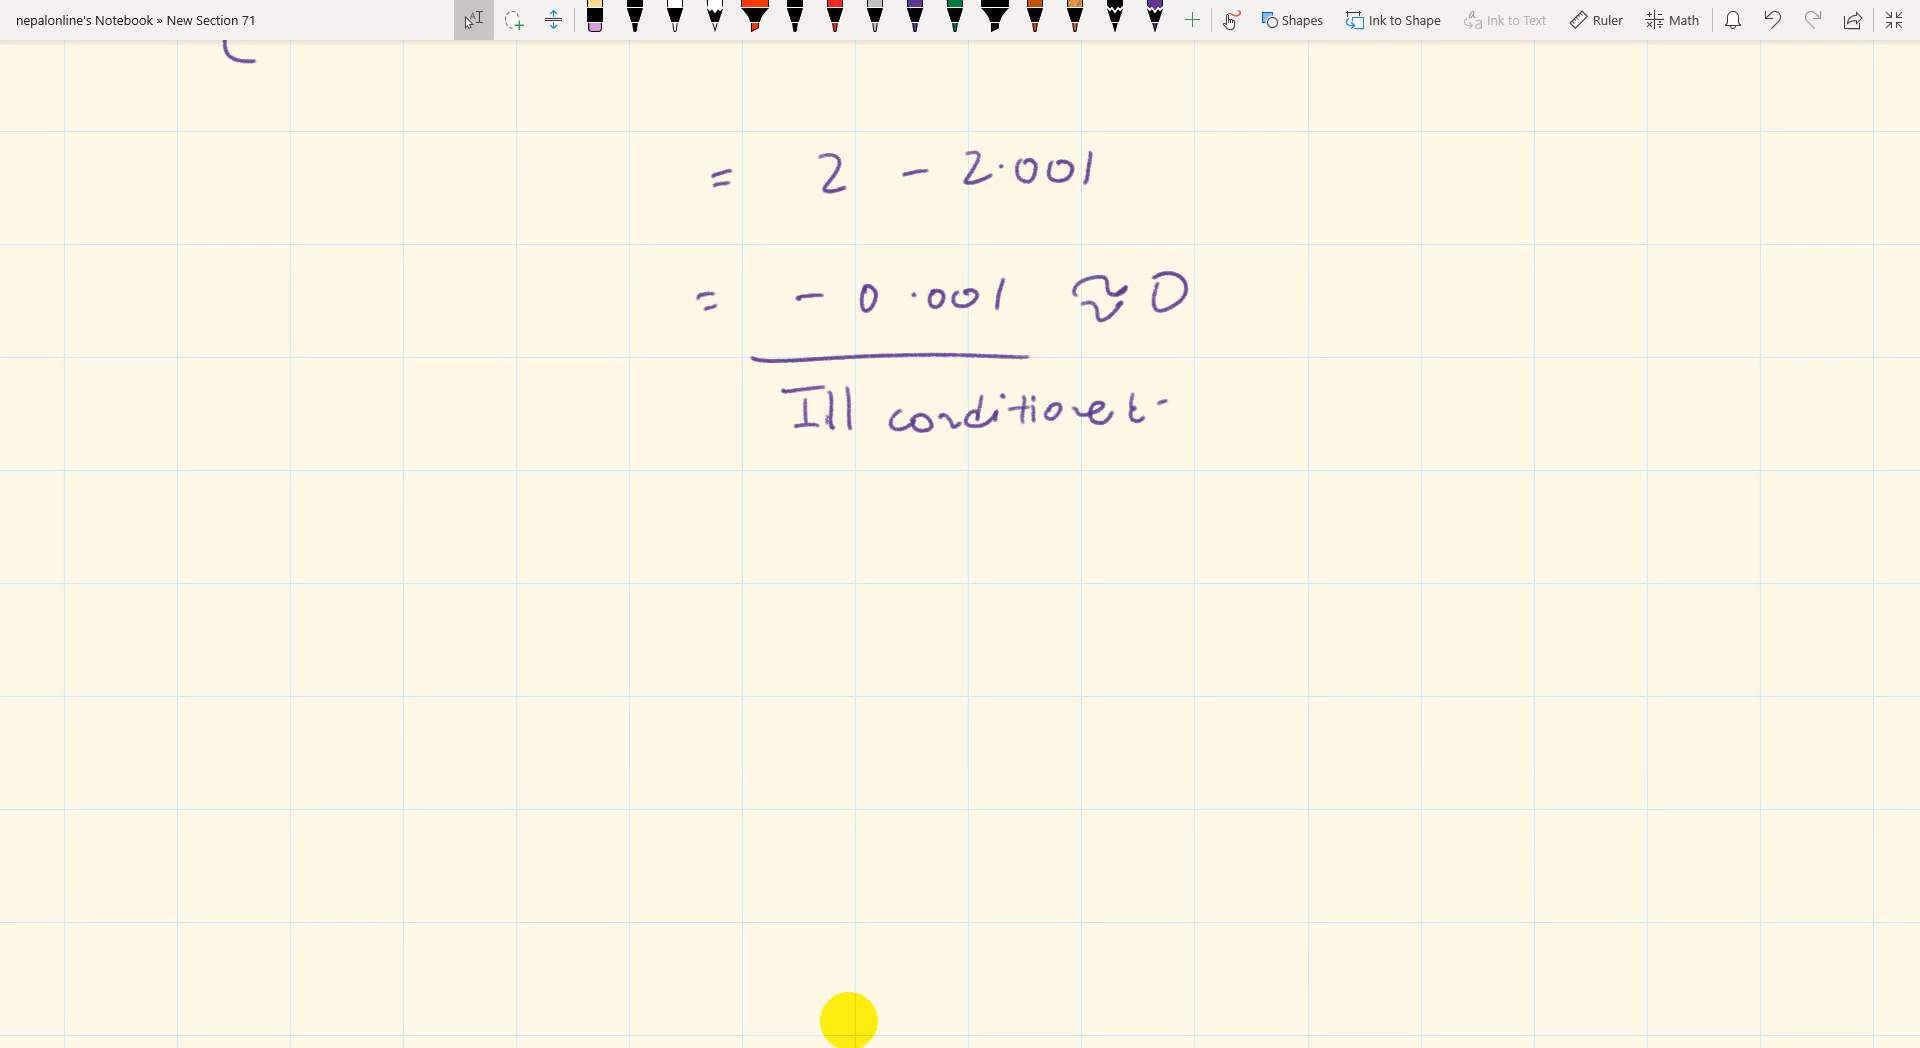 nepalonline's Notebook » New Section 71
Shapes Ink to Shape Ink to Text Ruler Math
= 2 - 2.001
= - 0.001 ≈ 0
Ill conditionet-